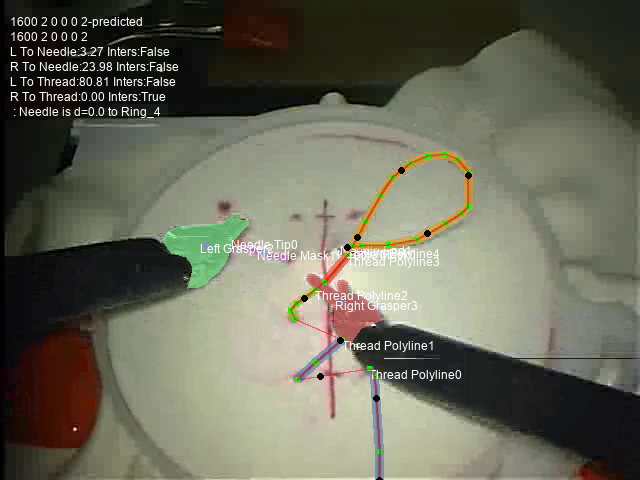 1600 2 0 0 0 2-predicted
1600 2 0 0 0 2
L To Needle:3.27 Inters:False
R To Needle:23.98 Inters:False
L To Thread:80.81 Inters:False
R To Thread:0.00 Inters:True
: Needle is d=0.0 to Ring_4
Needle Tip0
Left Grasper2
Needle Mask
Thread Polyline3
Thread Polyline2
Right Grasper3
Thread Polyline1
Thread Polyline0